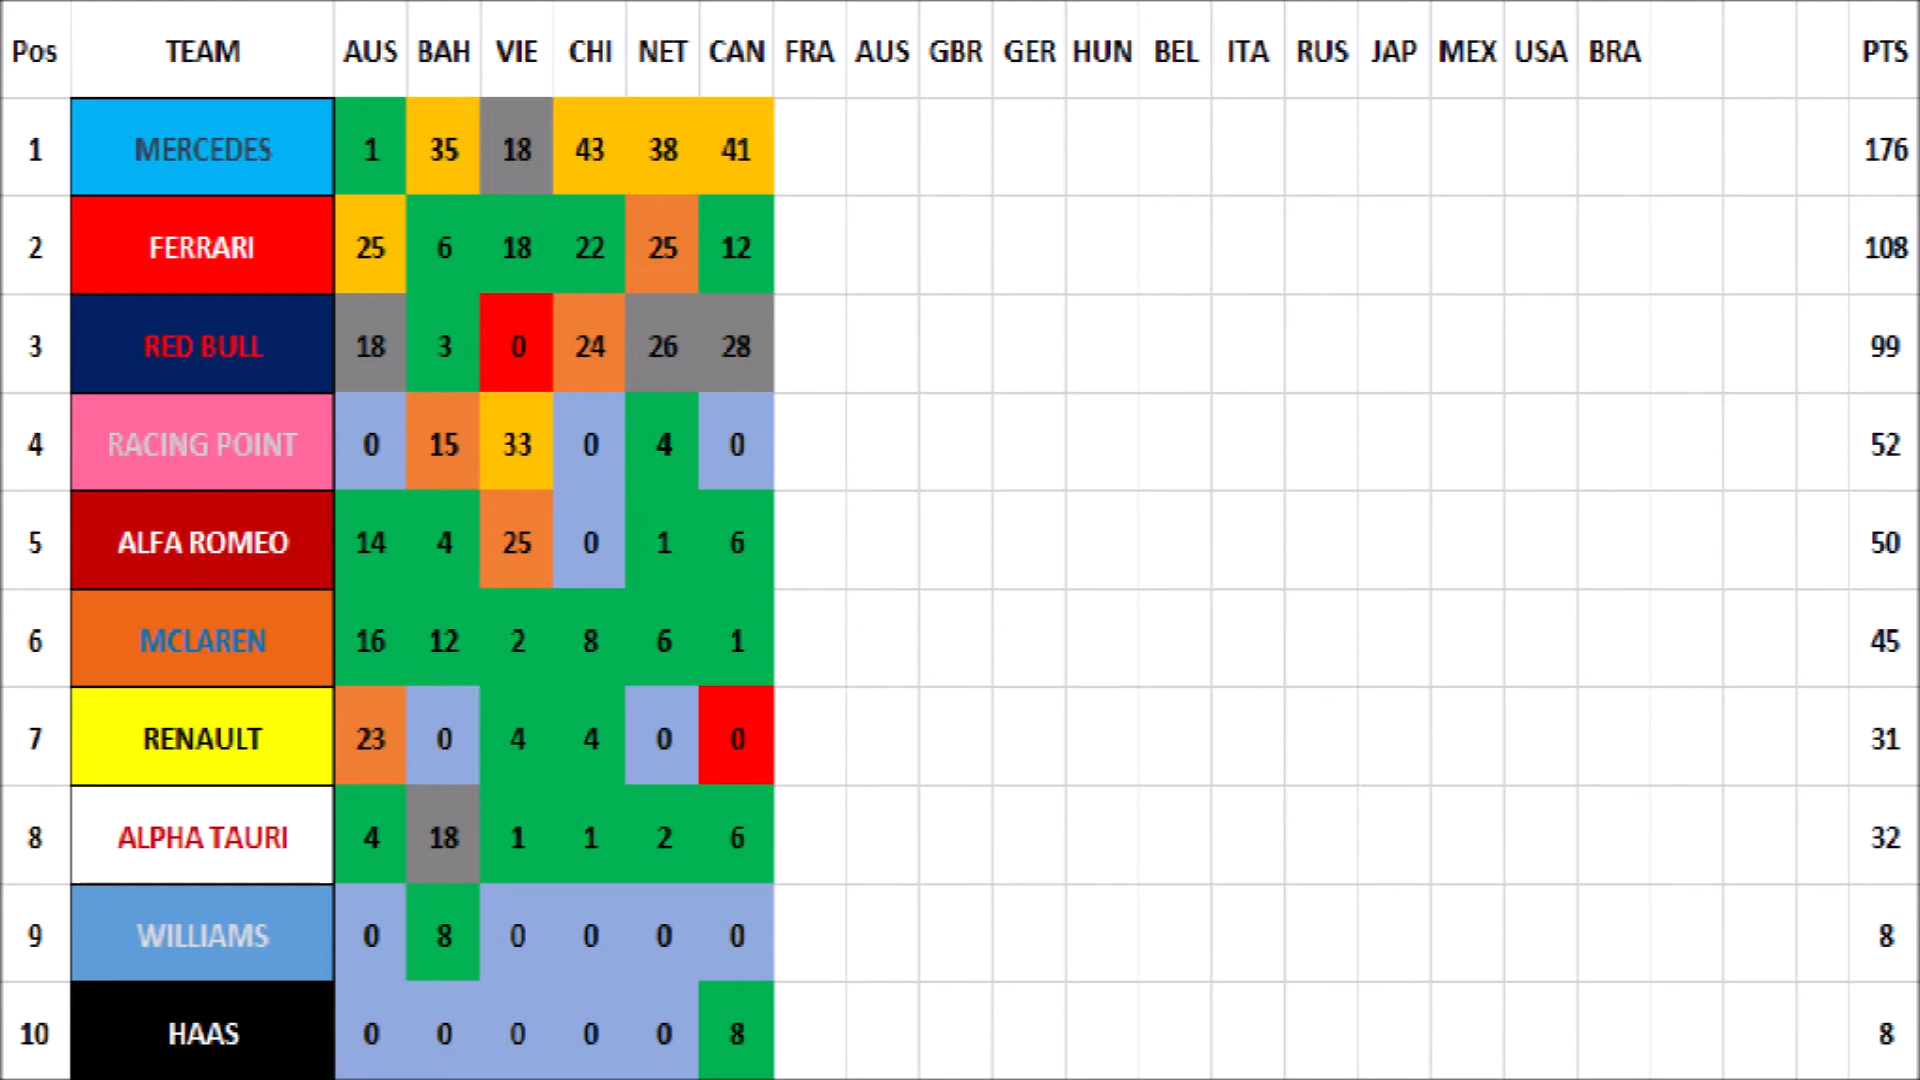 Pos TEAM AUS BAH VIE CHI NET CAN FRA AUS GBR GER HUN BEL ITA RUS JAP MEX USA BRA PTS
1 MERCEDES 1 35 18 43 38 41 176
2 FERRARI 25 6 18 22 25 12 108
3 RED BULL 18 3 0 24 26 28 99
4 RACING POINT 0 15 33 0 4 0 52
5 ALFA ROMEO 14 4 25 0 1 6 50
6 MCLAREN 16 12 2 8 6 1 45
7 RENAULT 23 0 4 4 0 0 31
8 ALPHA TAURI 4 18 1 1 2 6 32
9 WILLIAMS 0 8 0 0 0 0 8
10 HAAS 0 0 0 0 0 8 8